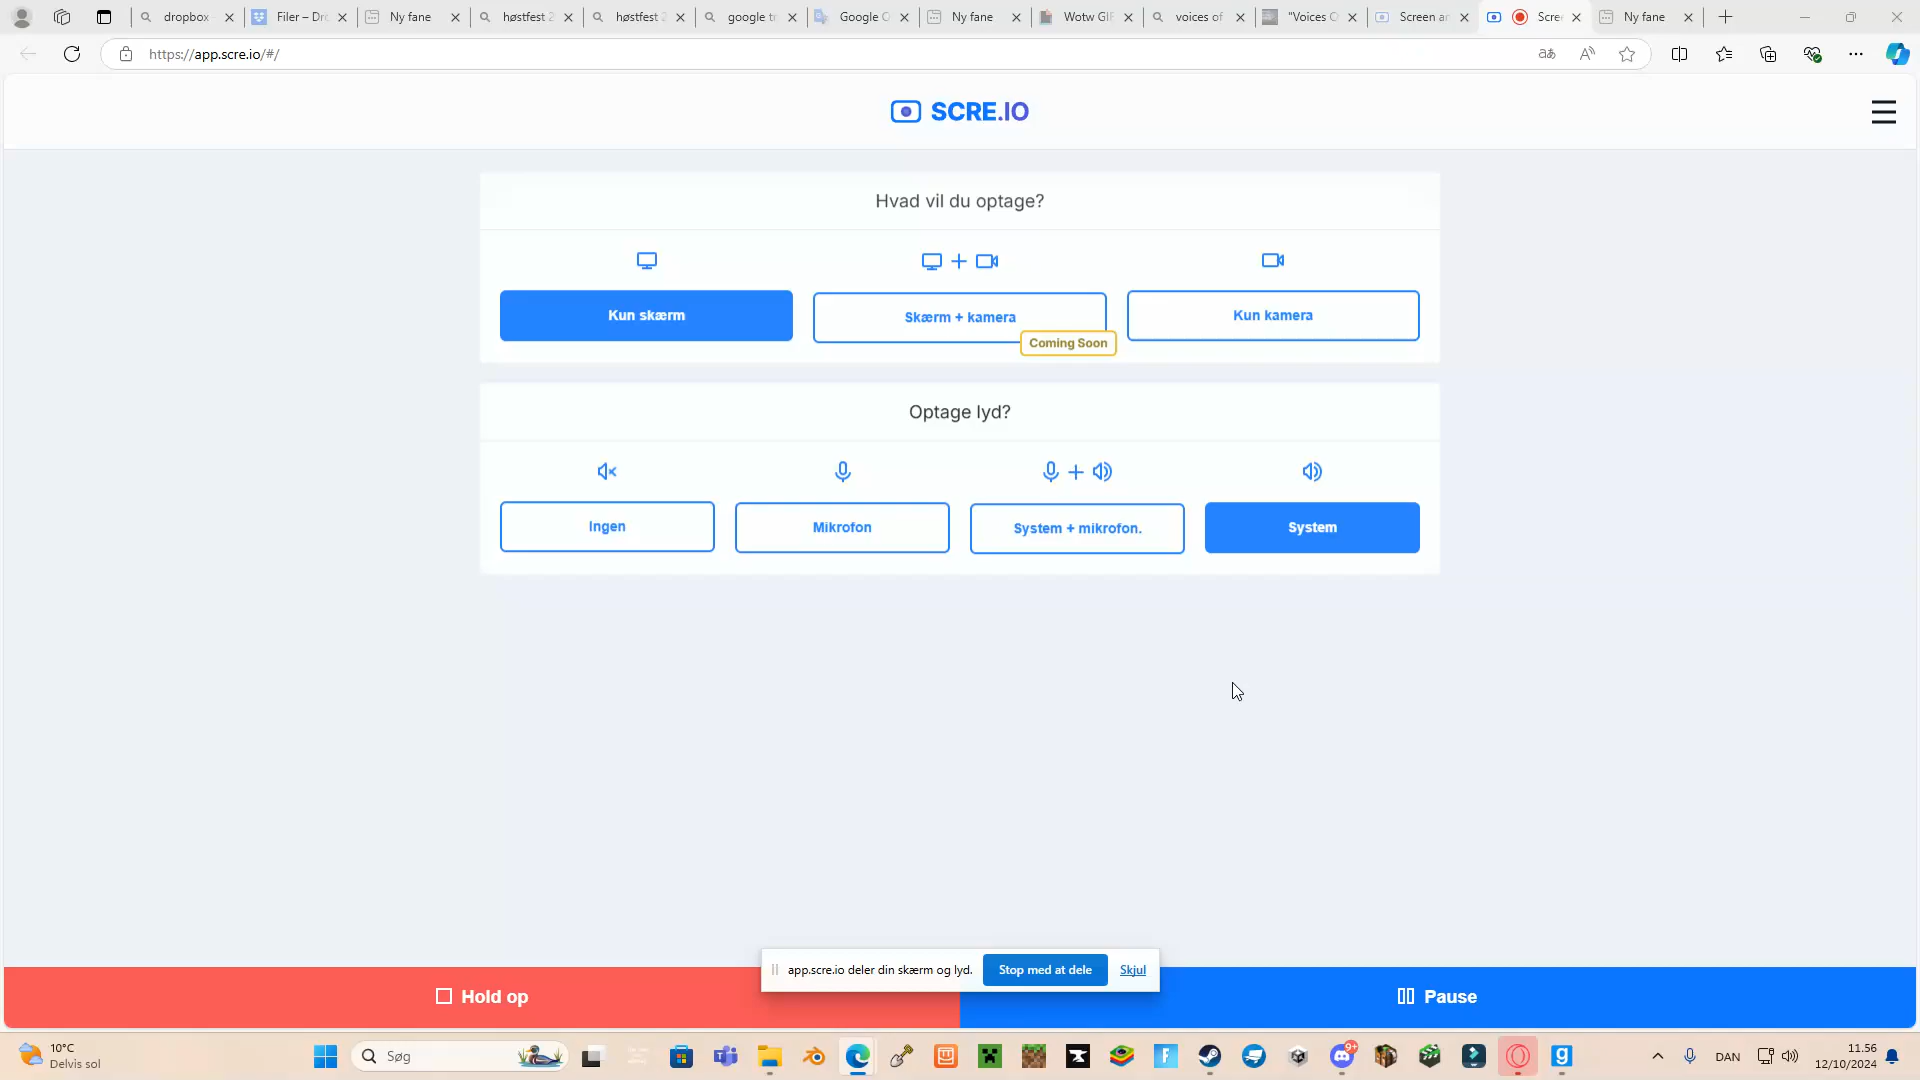 dropbox
Filer – Dr
Ny fane
høstfest 2
høstfest 2
google tr
Google O
Ny fane
Wotw GIF
voices of
"Voices O
Screen an
Scre
Ny fane
https://app.scre.io/#/
SCRE.IO
Hvad vil du optage?
Kun skærm
Skærm + kamera
Coming Soon
Kun kamera
Optage lyd?
Ingen
Mikrofon
System + mikrofon.
System
app.scre.io deler din skærm og lyd.
Stop med at dele
Skjul
Hold op
Pause
10°C
Delvis sol
Søg
9+
DAN
11.56
12/10/2024